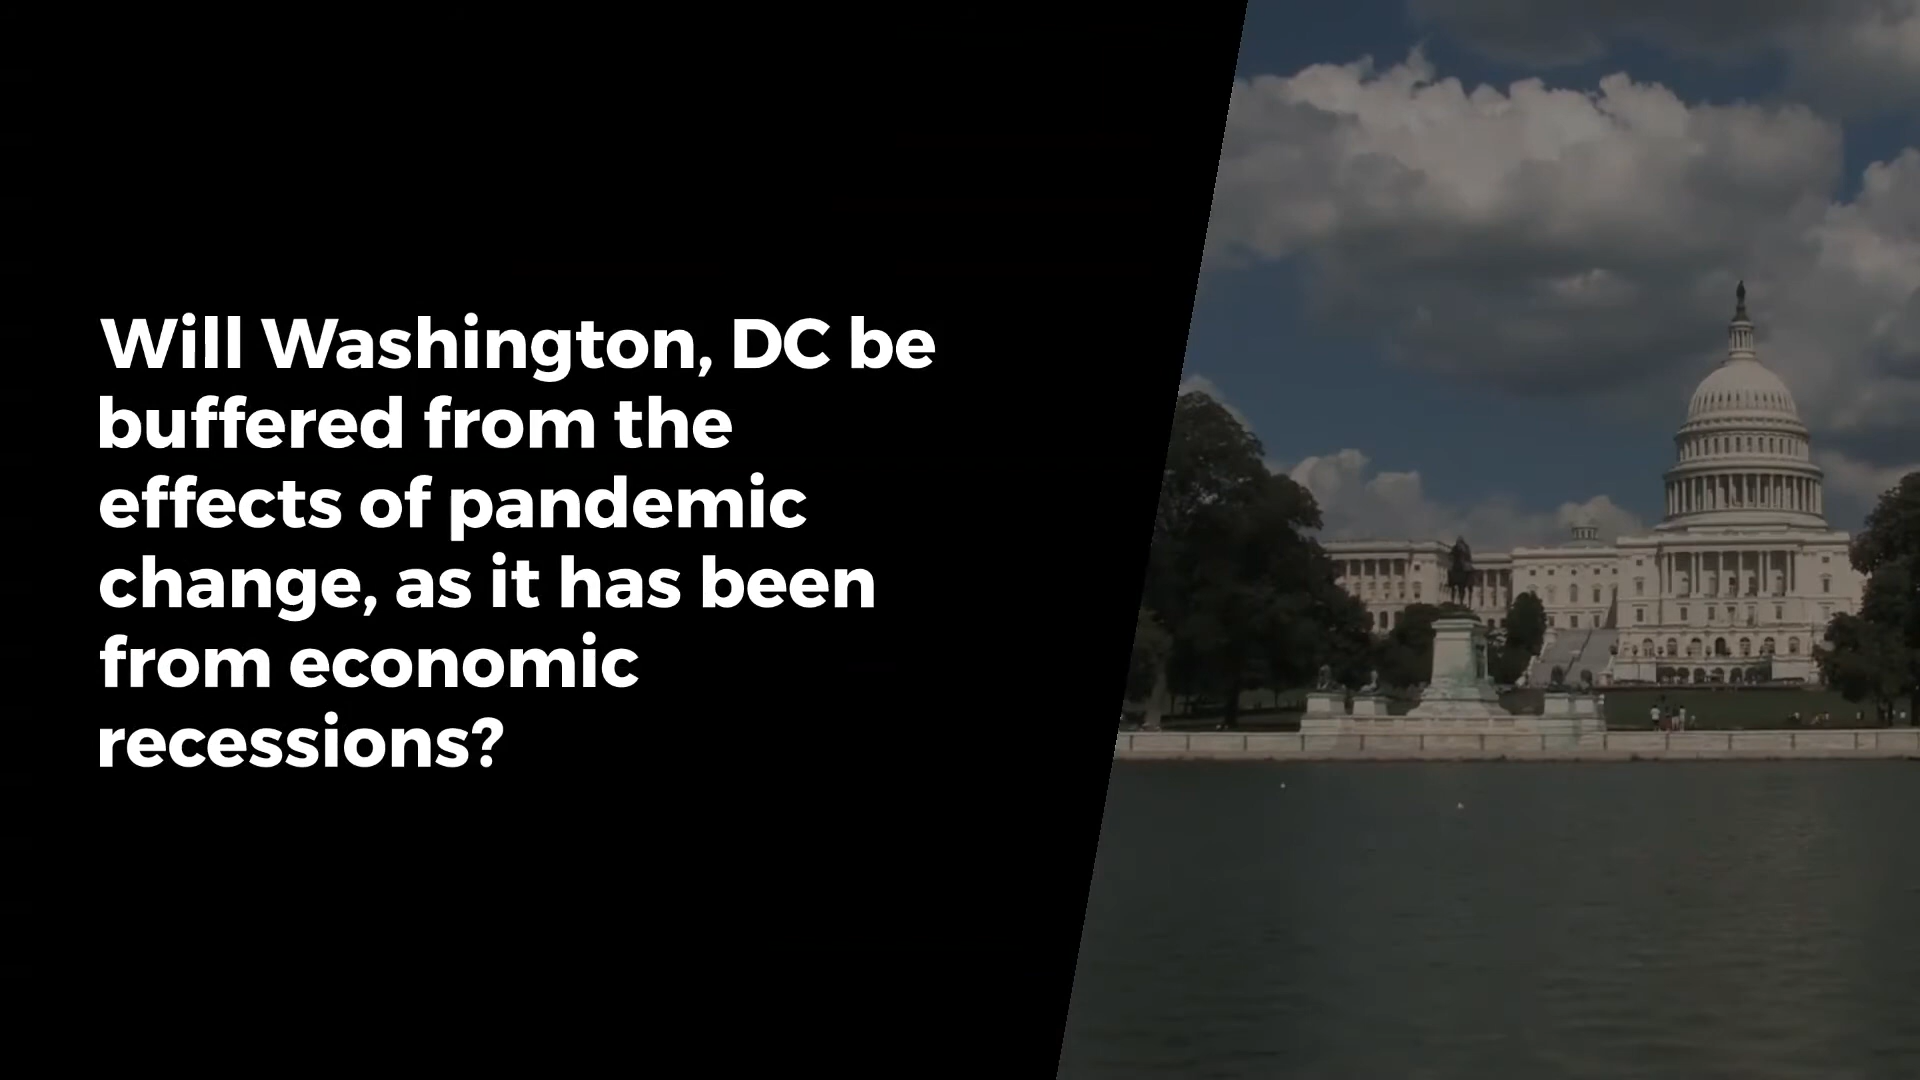 Will Washington, DC be
buffered from the
effects of pandemic
change, as it has been
from economic
recessions?